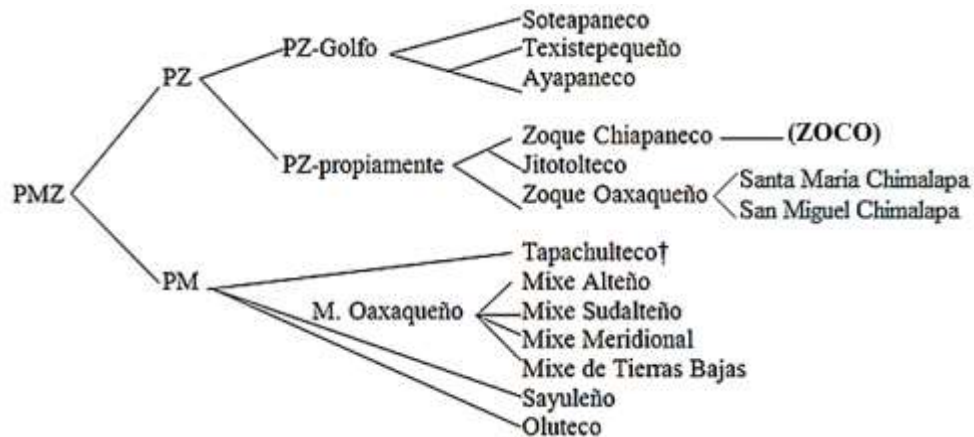 Soteapaneco
PZ-Golfo
Texistepequeño
Ayapaneco
PZ
Zoque Chiapaneco
(ZOCO)
PZ-propiamente
Jitotolteco
Zoque Oaxaqueño
Santa María Chimalapa
San Miguel Chimalapa
PMZ
Tapachulteco†
PM
Mixe Alteño
M. Oaxaqueño
Mixe Sudalteño
Mixe Meridional
Mixe de Tierras Bajas
Sayuleño
Oluteco